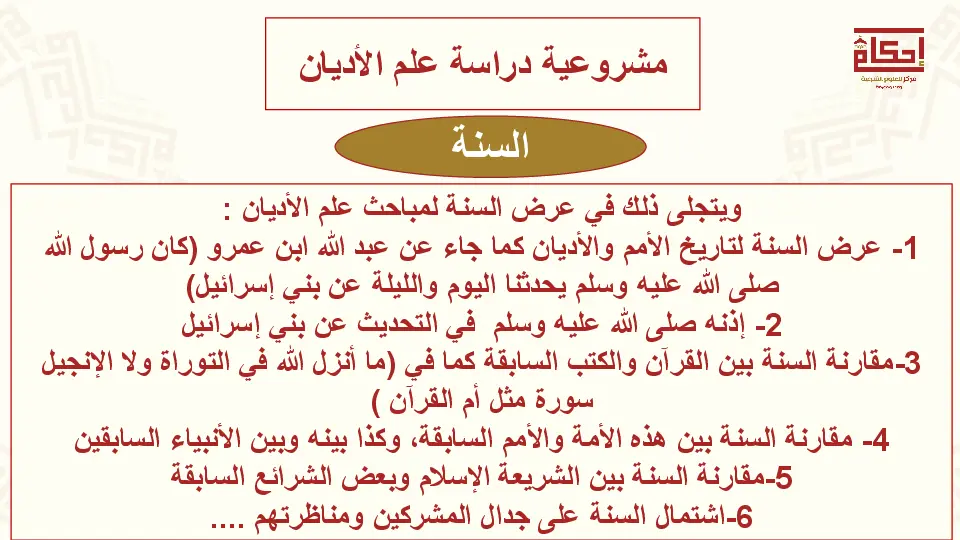 مشروعية دراسة علم الأديان
إحكام
مركز للعلوم الشرعية
السنة
ويتجلى ذلك في عرض السنة لمباحث علم الأديان :
1- عرض السنة لتاريخ الأمم والأديان كما جاء عن عبد الله ابن عمرو (كان رسول الله
صلى الله عليه وسلم يحدثنا اليوم والليلة عن بني إسرائيل)
2- إذنه صلى الله عليه وسلم في التحديث عن بني إسرائيل
3-مقارنة السنة بين القرآن والكتب السابقة كما في (ما أنزل الله في التوراة ولا الإنجيل
سورة مثل أم القرآن )
4- مقارنة السنة بين هذه الأمة والأمم السابقة، وكذا بينه وبين الأنبياء السابقين
5-مقارنة السنة بين الشريعة الإسلام وبعض الشرائع السابقة
6-اشتمال السنة على جدال المشركين ومناظرتهم ....